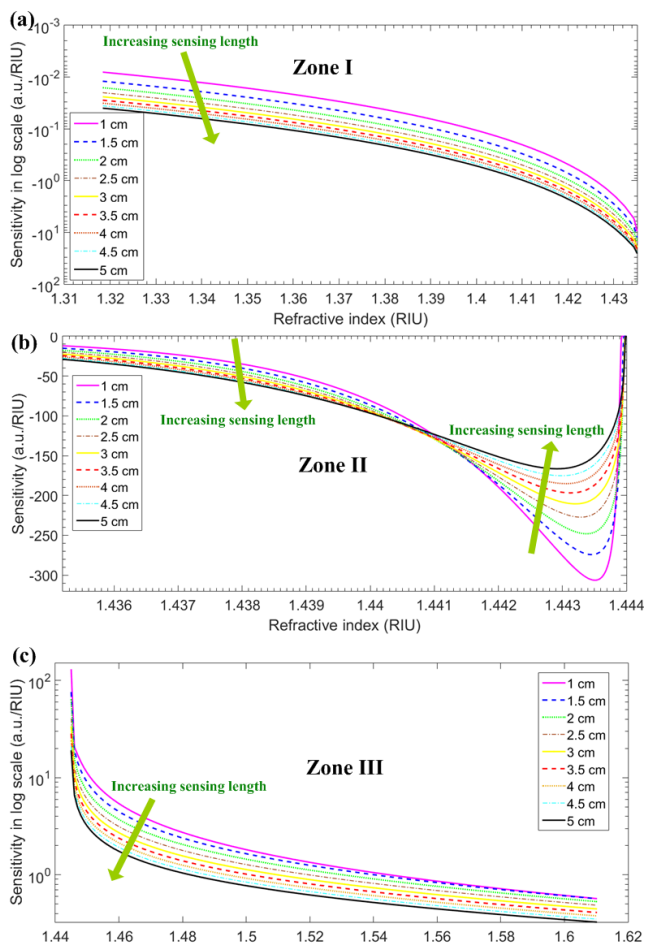 (a)
Increasing sensing length
Zone I
Sensitivity in log scale (a.u./RIU)
-10^-3
-10^-2
-10^-1
-10^0
-10^1
-10^2
1 cm
1.5 cm
2 cm
2.5 cm
3 cm
3.5 cm
4 cm
4.5 cm
5 cm
1.31 1.32 1.33 1.34 1.35 1.36 1.37 1.38 1.39 1.4 1.41 1.42 1.43
Refractive index (RIU)
(b)
Sensitivity (a.u./RIU)
0
-50
-100
-150
-200
-250
-300
1 cm
1.5 cm
2 cm
2.5 cm
3 cm
3.5 cm
4 cm
4.5 cm
5 cm
Increasing sensing length
Increasing sensing length
Zone II
1.436 1.437 1.438 1.439 1.44 1.441 1.442 1.443 1.444
Refractive index (RIU)
(c)
Sensitivity in log scale (a.u./RIU)
10^2
10^1
10^0
Zone III
Increasing sensing length
1 cm
1.5 cm
2 cm
2.5 cm
3 cm
3.5 cm
4 cm
4.5 cm
5 cm
1.44 1.46 1.48 1.5 1.52 1.54 1.56 1.58 1.6 1.62